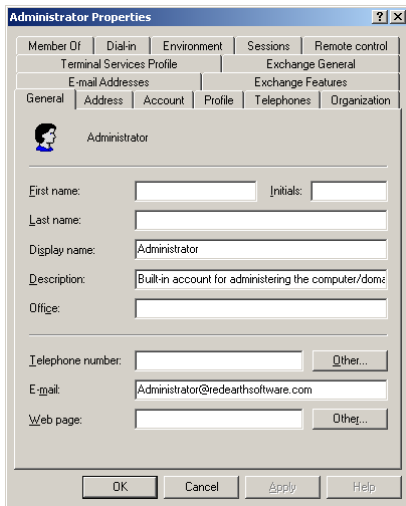 Administrator Properties
Member Of Dial-in Environment Sessions Remote control
Terminal Services Profile Exchange General
E-mail Addresses Exchange Features
General Address Account Profile Telephones Organization
Administrator
First name: Initials:
Last name:
Display name: Administrator
Description: Built-in account for administering the computer/doma
Office:
Telephone number: Other...
E-mail: Administrator@redearthsoftware.com
Web page: Other...
OK Cancel Apply Help